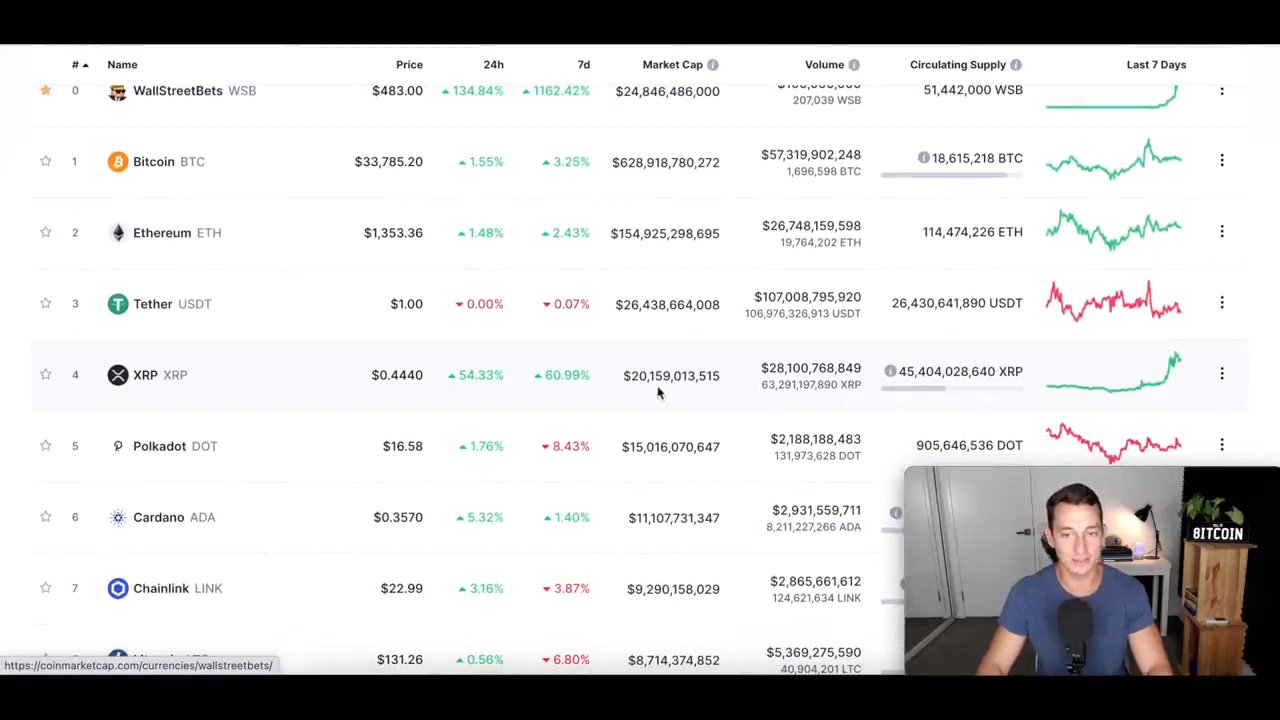 # Name Price 24h 7d Market Cap Volume Circulating Supply Last 7 Days
0 WallStreetBets WSB $483.00 134.84% 1162.42% $24,846,486,000 51,442,000 WSB
207,039 WSB
1 Bitcoin BTC $33,785.20 1.55% 3.25% $628,918,780,272 $57,319,902,248 18,615,218 BTC
1,696,598 BTC
2 Ethereum ETH $1,353.36 1.48% 2.43% $154,925,298,695 $26,748,159,598 114,474,226 ETH
19,764,202 ETH
3 Tether USDT $1.00 0.00% 0.07% $26,438,664,008 $107,008,795,920 26,430,641,890 USDT
106,976,326,913 USDT
4 XRP XRP $0.4440 54.33% 60.99% $20,159,013,515 $28,100,768,849 45,404,028,640 XRP
63,291,197,890 XRP
5 Polkadot DOT $16.58 1.76% 8.43% $15,016,070,647 $2,188,188,483 905,646,536 DOT
131,973,628 DOT
6 Cardano ADA $0.3570 5.32% 1.40% $11,107,731,347 $2,931,559,711
8,211,227,266 ADA
BITCOIN
7 Chainlink LINK $22.99 3.16% 3.87% $9,290,158,029 $2,865,661,612
124,621,634 LINK
$131.26 0.56% 6.80% $8,714,374,852 $5,369,275,590
40,904,201 LTC
https://coinmarketcap.com/currencies/wallstreetbets/